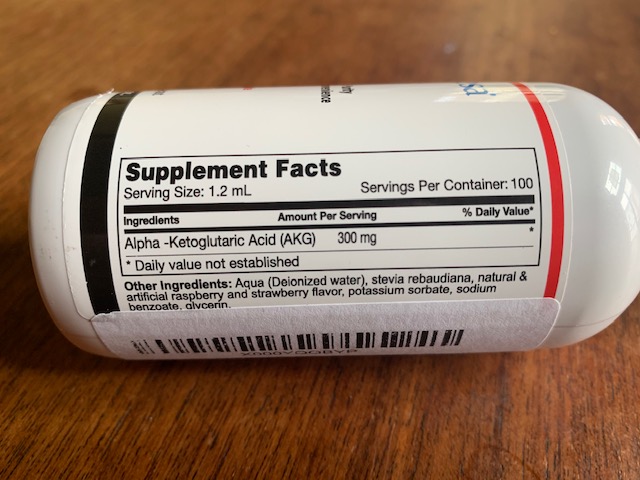 Supplement Facts
Serving Size: 1.2 mL Servings Per Container: 100
Ingredients Amount Per Serving % Daily Value*
Alpha -Ketoglutaric Acid (AKG) 300 mg *
* Daily value not established
Other Ingredients: Aqua (Deionized water), stevia rebaudiana, natural &
artificial raspberry and strawberry flavor, potassium sorbate, sodium
benzoate, glycerin.